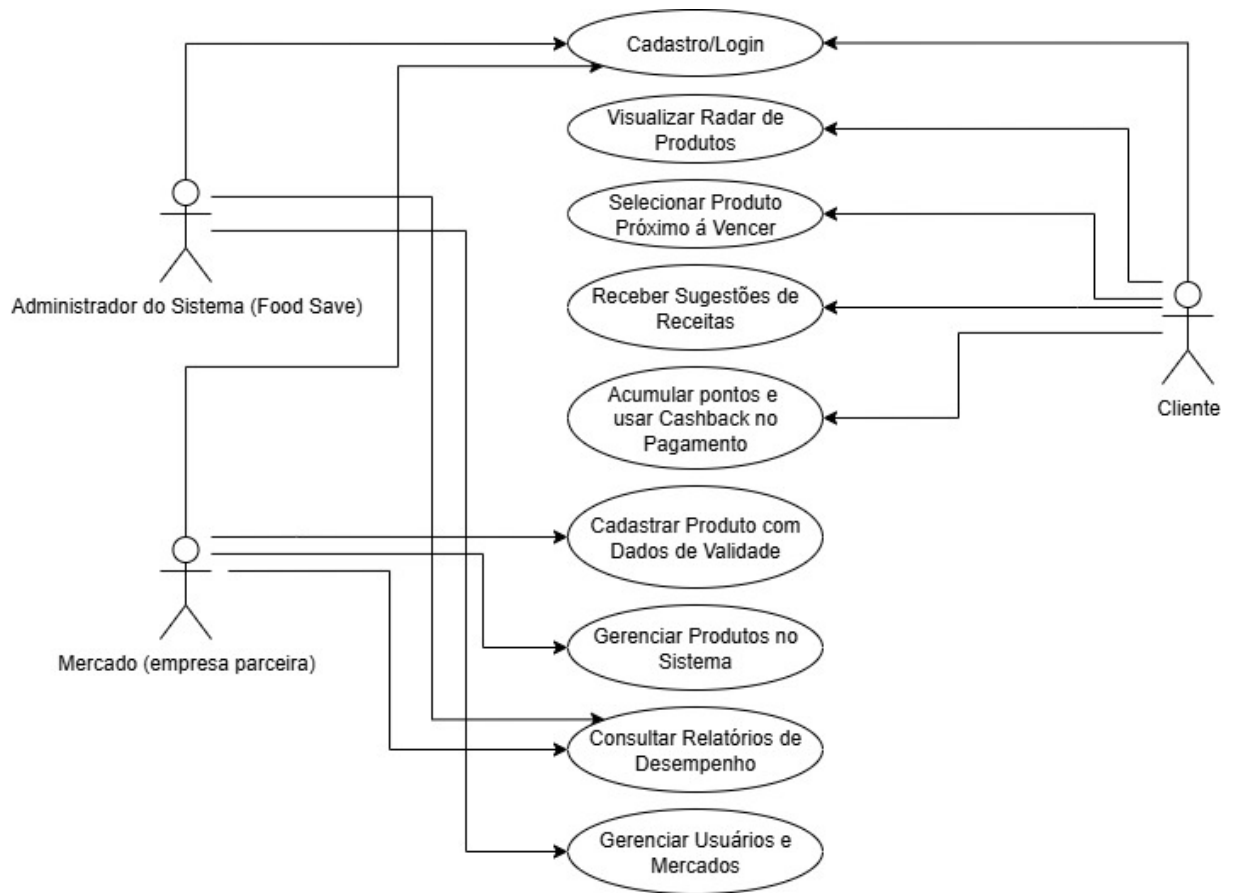 Cadastro/Login
Visualizar Radar de
Produtos
Selecionar Produto
Próximo á Vencer
Administrador do Sistema (Food Save)
Receber Sugestões de
Receitas
Acumular pontos e
usar Cashback no
Pagamento
Cliente
Cadastrar Produto com
Dados de Validade
Gerenciar Produtos no
Sistema
Mercado (empresa parceira)
Consultar Relatórios de
Desempenho
Gerenciar Usuários e
Mercados